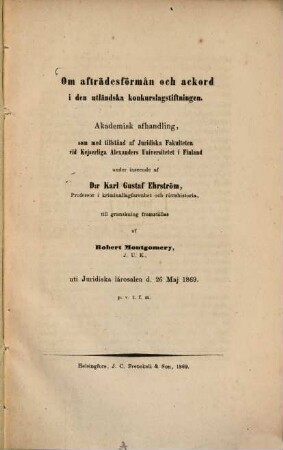 Om afträdesförmån och ackord
i den utländska konkurslagstiftningen.
Akademisk afhandling,
som med tillstånd af Juridiska Fakulteten
vid Kejserliga Alexanders Universitetet i Finland
under inseende af
D:r Karl Gustaf Ehrström,
Professor i kriminallagfarenhet och rättshistoria,
till granskning framställes
af
Robert Montgomery,
J. U. K.,
uti Juridiska lärosalen d. 26 Maj 1869.
p. v. t. f. m.
Helsingfors, J. C. Frenckell & Son, 1869.